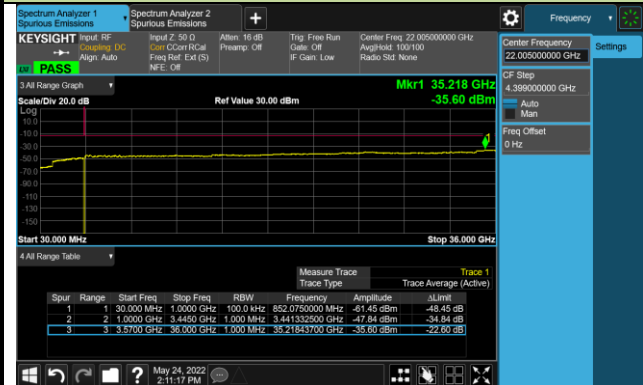 Spectrum Analyzer 1
Spurious Emissions
Spectrum Analyzer 2
Spurious Emissions
Frequency
KEYSIGHT
Input: RF
Coupling: DC
Align: Auto
Input Z: 50 Ω
Corr CCorr RCal
Freq Ref: Ext (S)
NFE: Off
Atten: 16 dB
Preamp: Off
Trig: Free Run
Gate: Off
IF Gain: Low
Center Freq: 22.005000000 GHz
Avg|Hold: 100/100
Radio Std: None
PASS
Center Frequency
22.005000000 GHz
Settings
CF Step
4.399000000 GHz
Auto
Man
Freq Offset
0 Hz
3 All Range Graph
Mkr1 35.218 GHz
Scale/Div 20.0 dB
Ref Value 30.00 dBm
-35.60 dBm
Log
10.0
-10.0
-30.0
-50.0
-70.0
-90.0
-110
-130
-150
1
Start 30.000 MHz
Stop 36.000 GHz
4 All Range Table
Measure Trace Trace 1
Trace Type Trace Average (Active)
Spur Range Start Freq Stop Freq RBW Frequency Amplitude ΔLimit
1 1 30.000 MHz 1.0000 GHz 100.0 kHz 852.0750000 MHz -61.45 dBm -48.45 dB
2 2 1.0000 GHz 3.4450 GHz 1.000 MHz 3.441332500 GHz -47.84 dBm -34.84 dB
3 3 3.5700 GHz 36.000 GHz 1.000 MHz 35.21843700 GHz -35.60 dBm -22.60 dB
May 24, 2022
2:11:17 PM